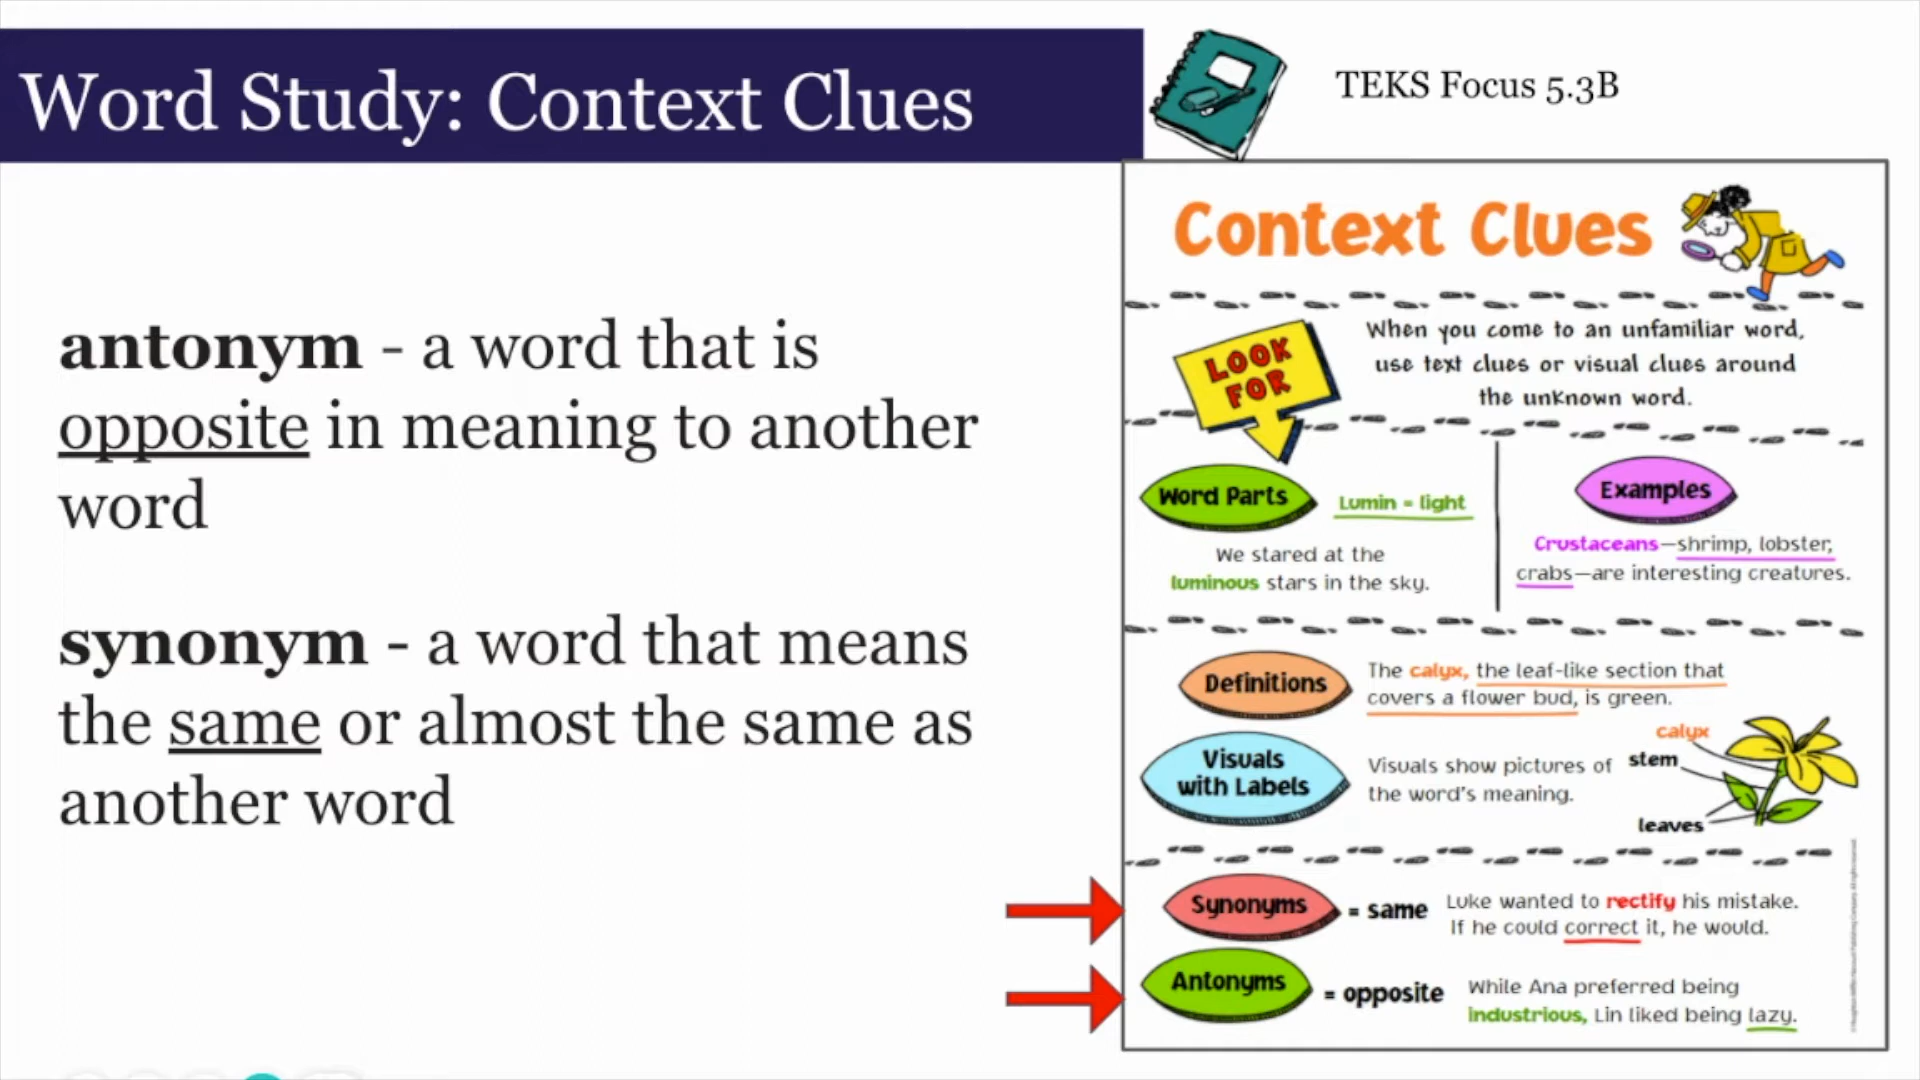 Word Study: Context Clues
TEKS Focus 5.3B
antonym - a word that is
opposite in meaning to another
word
synonym - a word that means
the same or almost the same as
another word
Context Clues
LOOK
FOR
When you come to an unfamiliar word,
use text clues or visual clues around
the unknown word.
Word Parts
Lumin = light
We stared at the
luminous stars in the sky.
Examples
Crustaceans—shrimp, lobster,
crabs—are interesting creatures.
Definitions
The calyx, the leaf-like section that
covers a flower bud, is green.
Visuals
with Labels
Visuals show pictures of
the word's meaning.
calyx
stem
leaves
Synonyms
= same
Luke wanted to rectify his mistake.
If he could correct it, he would.
Antonyms
= opposite
While Ana preferred being
industrious, Lin liked being lazy.